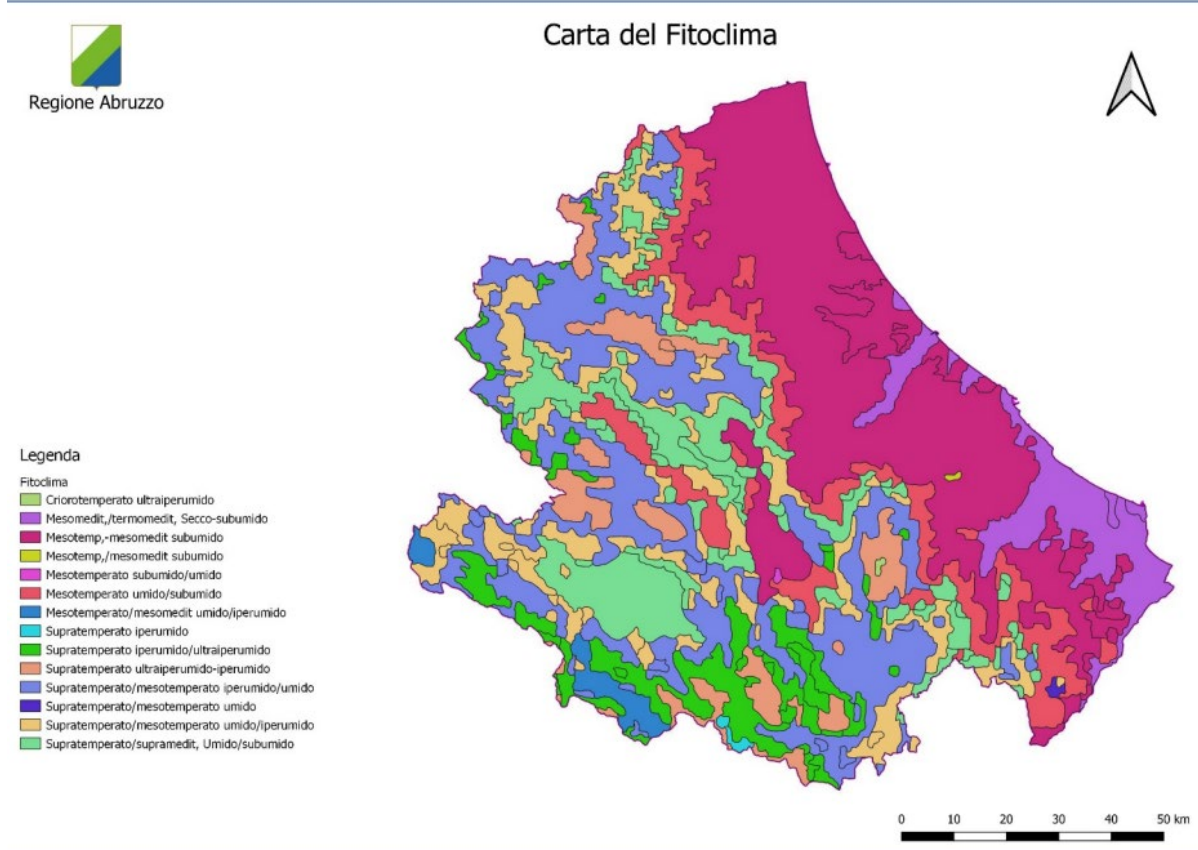 Carta del Fitoclima
Regione Abruzzo
Legenda
Fitoclima
Criorotemperato ultraiperumido
Mesomedit,/termomedit, Secco-subumido
Mesotemp,-mesomedit subumido
Mesotemp,/mesomedit subumido
Mesotemperato subumido/umido
Mesotemperato umido/subumido
Mesotemperato/mesomedit umido/iperumido
Supratemperato iperumido
Supratemperato iperumido/ultraiperumido
Supratemperato ultraiperumido-iperumido
Supratemperato/mesotemperato iperumido/umido
Supratemperato/mesotemperato umido
Supratemperato/mesotemperato umido/iperumido
Supratemperato/supramedit, Umido/subumido
0 10 20 30 40 50 km